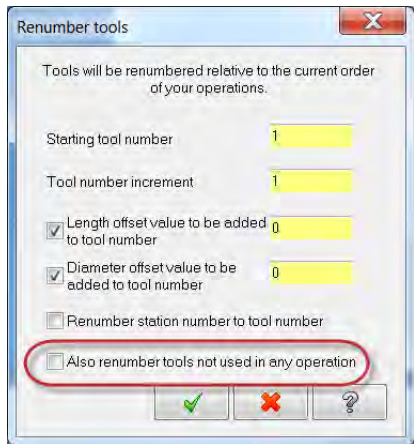 Renumber tools
Tools will be renumbered relative to the current order
of your operations.
Starting tool number 1
Tool number increment 1
Length offset value to be added 0
to tool number
Diameter offset value to be 0
added to tool number
Renumber station number to tool number
Also renumber tools not used in any operation
?